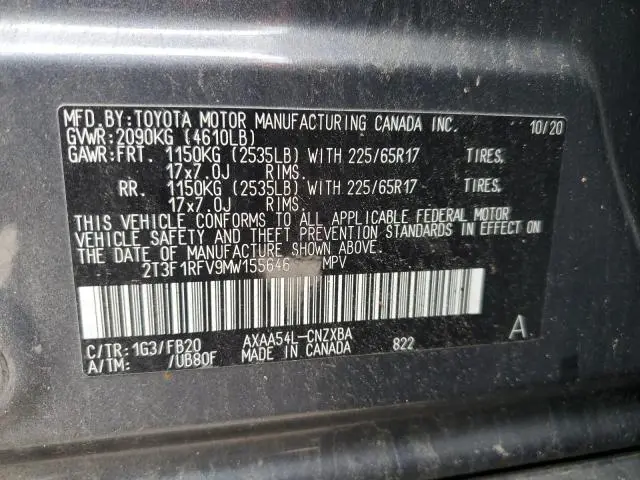 MFD.BY:TOYOTA MOTOR MANUFACTURING CANADA INC. 10/20
GVWR:2090KG (4610LB)
GAWR:FRT. 1150KG (2535LB) WITH 225/65R17 TIRES,
17x7.0J RIMS.
RR. 1150KG (2535LB) WITH 225/65R17 TIRES,
17x7.0J RIMS.
THIS VEHICLE CONFORMS TO ALL APPLICABLE FEDERAL MOTOR
VEHICLE SAFETY AND THEFT PREVENTION STANDARDS IN EFFECT ON
THE DATE OF MANUFACTURE SHOWN ABOVE.
2T3F1RFV9MW155646 MPV
C/TR:1G3/FB20 AXAA54L-CNZXBA 822 A
A/TM: /UB80F MADE IN CANADA